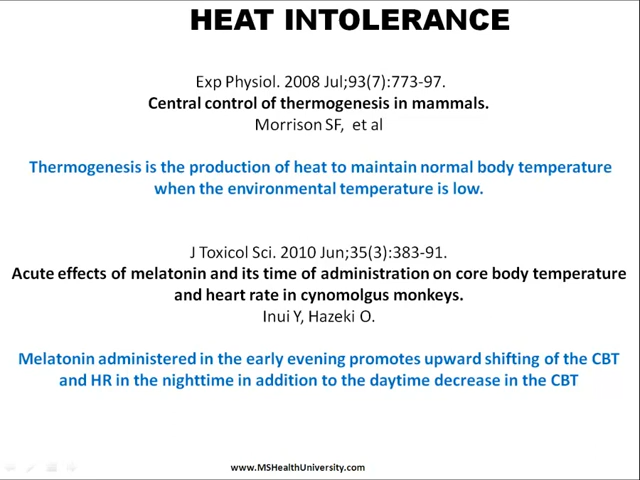 HEAT INTOLERANCE
Exp Physiol. 2008 Jul;93(7):773-97.
Central control of thermogenesis in mammals.
Morrison SF, et al
Thermogenesis is the production of heat to maintain normal body temperature
when the environmental temperature is low.
J Toxicol Sci. 2010 Jun;35(3):383-91.
Acute effects of melatonin and its time of administration on core body temperature
and heart rate in cynomolgus monkeys.
Inui Y, Hazeki O.
Melatonin administered in the early evening promotes upward shifting of the CBT
and HR in the nighttime in addition to the daytime decrease in the CBT
www.MSHealthUniversity.com